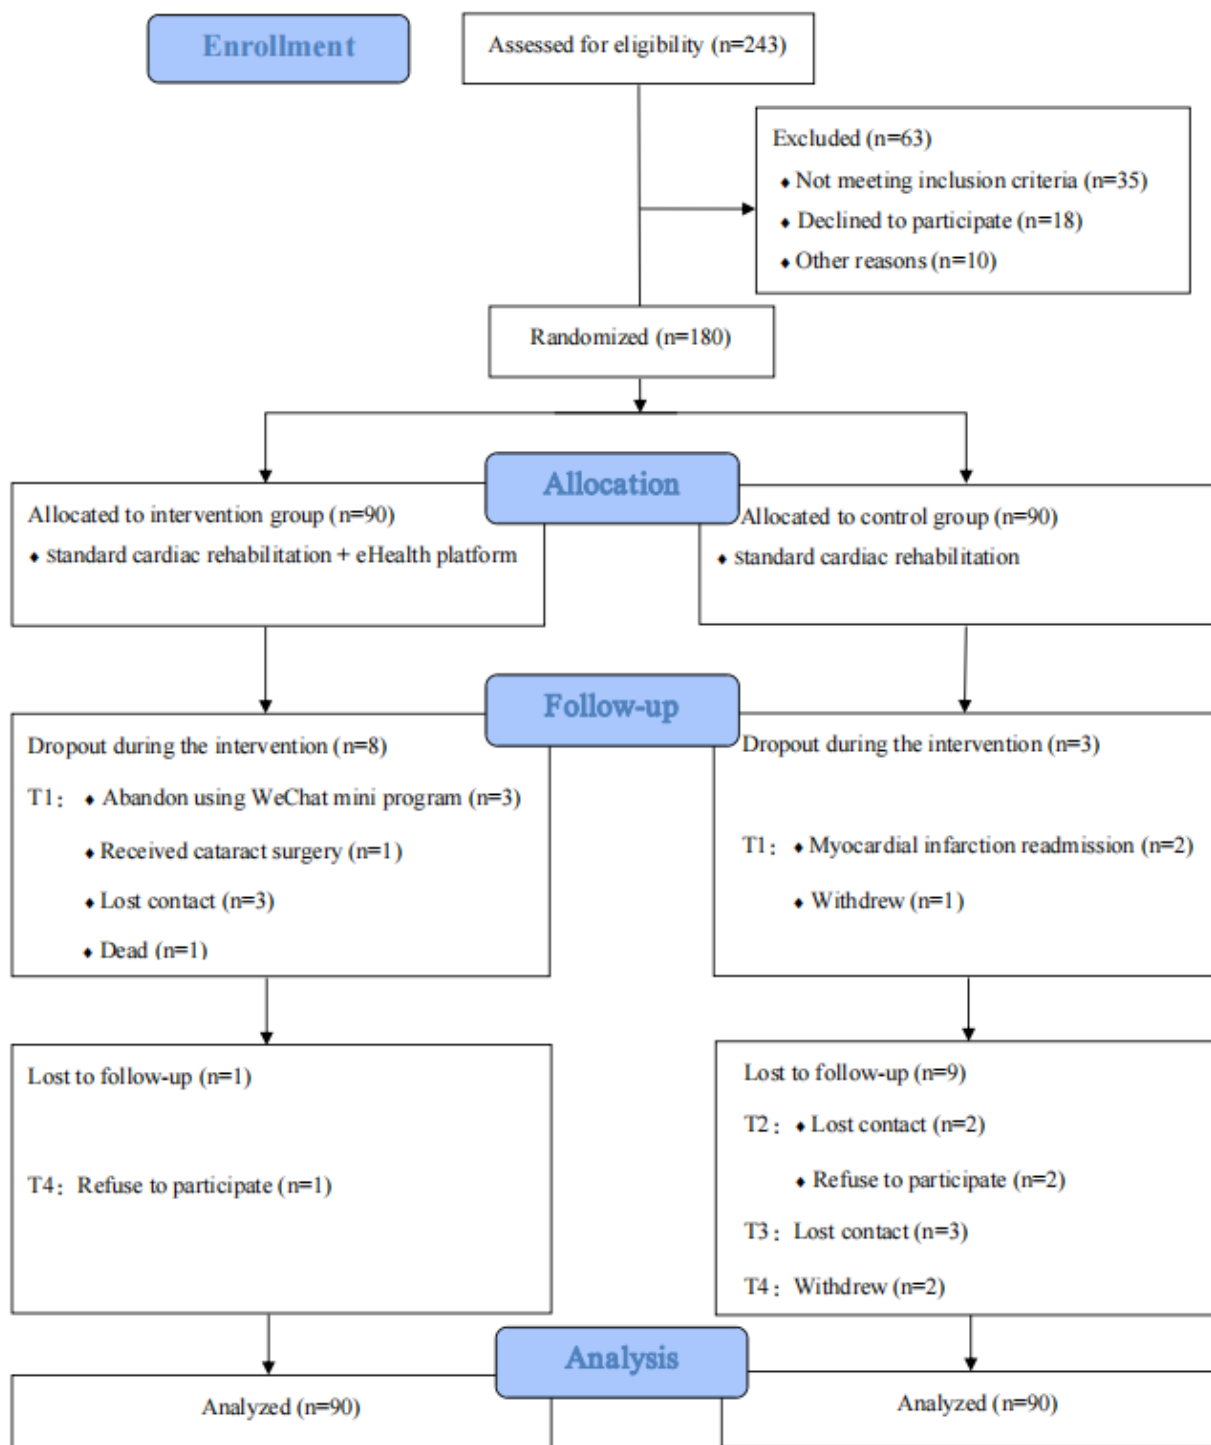 Enrollment
Assessed for eligibility (n=243)
Excluded (n=63)
♦ Not meeting inclusion criteria (n=35)
♦ Declined to participate (n=18)
♦ Other reasons (n=10)
Randomized (n=180)
Allocation
Allocated to intervention group (n=90)
♦ standard cardiac rehabilitation + eHealth platform
Allocated to control group (n=90)
♦ standard cardiac rehabilitation
Follow-up
Dropout during the intervention (n=8)
T1: ♦ Abandon using WeChat mini program (n=3)
♦ Received cataract surgery (n=1)
♦ Lost contact (n=3)
♦ Dead (n=1)
Dropout during the intervention (n=3)
T1: ♦ Myocardial infarction readmission (n=2)
♦ Withdrew (n=1)
Lost to follow-up (n=1)
T4: Refuse to participate (n=1)
Lost to follow-up (n=9)
T2: ♦ Lost contact (n=2)
♦ Refuse to participate (n=2)
T3: Lost contact (n=3)
T4: Withdrew (n=2)
Analysis
Analyzed (n=90)
Analyzed (n=90)